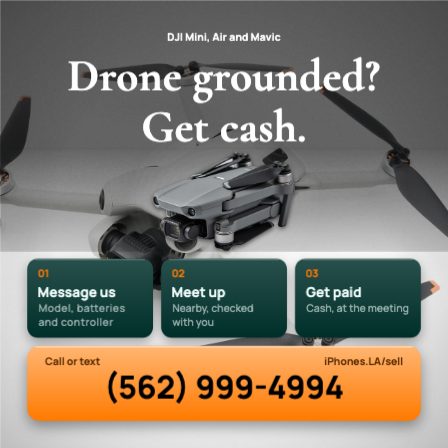 DJI Mini, Air and Mavic
Drone grounded?
Get cash.
01
Message us
Model, batteries
and controller
02
Meet up
Nearby, checked
with you
03
Get paid
Cash, at the meeting
Call or text
iPhones.LA/sell
(562) 999-4994